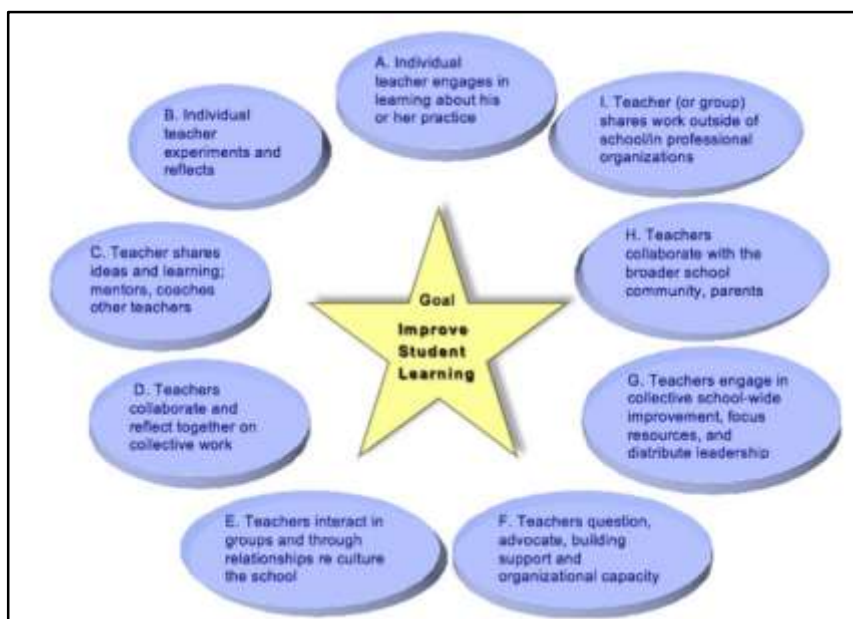 A. Individual
teacher engages in
learning about his
or her practice
B. Individual
teacher
experiments and
reflects
C. Teacher shares
ideas and learning;
mentors, coaches
other teachers
D. Teachers
collaborate and
reflect together on
collective work
E. Teachers interact in
groups and through
relationships re culture
the school
F. Teachers question,
advocate, building
support and
organizational capacity
G. Teachers engage in
collective school-wide
improvement, focus
resources, and
distribute leadership
H. Teachers
collaborate with the
broader school
community, parents
I. Teacher (or group)
shares work outside of
school/in professional
organizations
Goal
Improve
Student
Learning